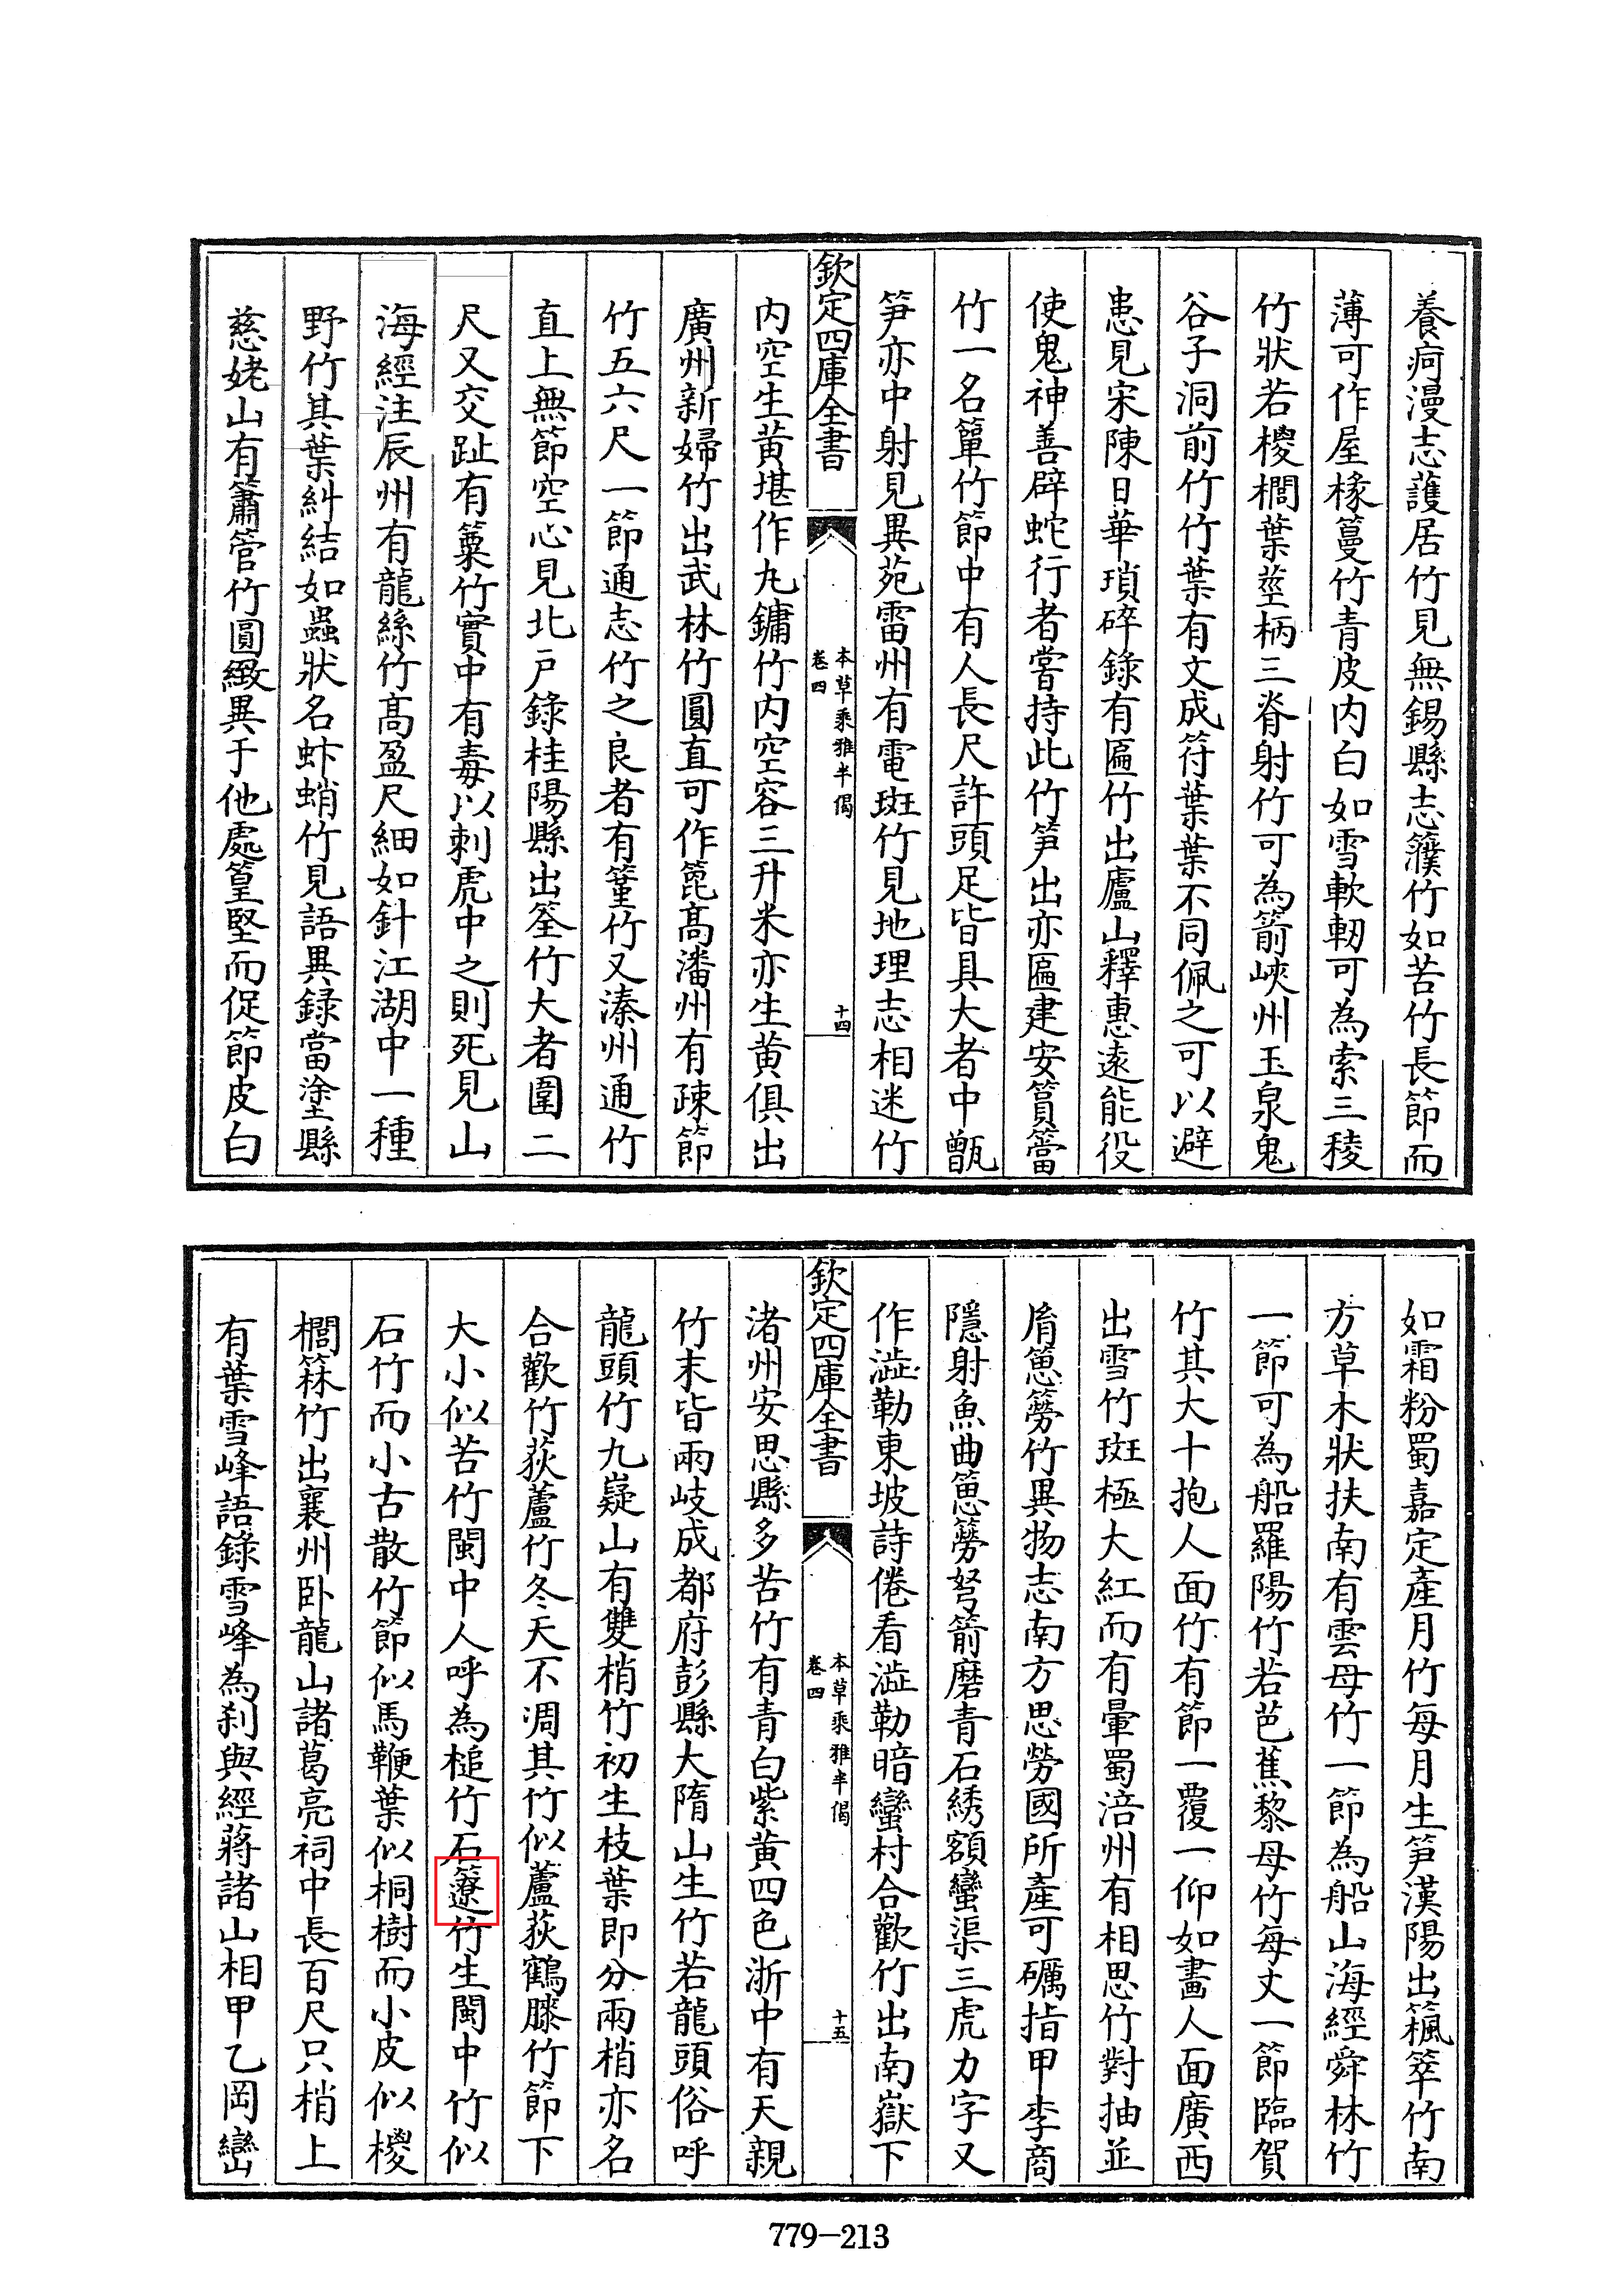 養疴漫志䕶居竹見無錫縣志籫竹如苦竹長節而
薄可作屋椽䈵竹青皮内白如雪軟韌可為索三稜
竹狀若椶櫚葉莖柄三脊射竹可為箭峽州玉泉鬼
谷子洞前竹竹葉有文成符葉葉不同佩之可以避
患見宋陳日華瑣碎錄有匾竹出廬山釋惠逺能役
使鬼神善辟蛇行者嘗持此竹笋出亦匾建安篔簹
竹一名箪竹節中有人長尺許頭足皆具大者中甑
笋亦中射見異苑雷州有電斑竹見地理志相迷竹
欽定四庫全書
本草乘雅半偈
卷四
十四
内空生黄堪作丸䥲竹内空容三升米亦生黄俱出
廣州新婦竹出武林竹圓直可作箆髙潘州有疎節
竹五六尺一節通志竹之良者有篁竹又溱州通竹
直上無節空心見北户錄桂陽縣出筌竹大者圍二
尺又交趾有䉤竹實中有毒以刺虎中之則死見山
海經注辰州有龍絲竹髙盈尺細如針江湖中一種
野竹其葉糾結如蟲狀名蚱蛸竹見語異録當塗縣
慈姥山有簫管竹圓緻異于他處篁堅而促節皮白
如霜粉蜀嘉定產月竹每月生笋漢陽出䉄箤竹南
方草木狀扶南有雲母竹一節為船山海經舜林竹
一節可為船羅陽竹若芭蕉黎母竹每丈一節臨賀
竹其大十抱人面竹有節一覆一仰如畵人面廣西
出雪竹斑極大紅而有暈蜀涪州有相思竹對抽並
𦙍箘簩竹異物志南方思勞國所產可礪指甲李商
隱射魚曲箘簩弩箭磨青石綉額蠻渠三虎力字又
作澁勒東坡詩倦看澁勒暗蠻村合歡竹出南嶽下
欽定四庫全書
本草乘雅半偈
卷四
十五
渚州安思縣多苦竹有青白紫黄四色浙中有天親
竹末皆兩岐成都府彭縣大隋山生竹若龍頭俗呼
龍頭竹九嶷山有雙梢竹初生枝葉即分兩梢亦名
合歡竹荻蘆竹冬天不凋其竹似蘆荻鶴膝竹節下
大小似苦竹閩中人呼為槌竹石簝竹生閩中竹似
石竹而小古散竹節似馬鞭葉似桐樹而小皮似椶
櫚箖竹出襄州卧龍山諸葛亮祠中長百尺只梢上
有葉雪峰語錄雪峰為刹與經蔣諸山相甲乙岡巒
779—213